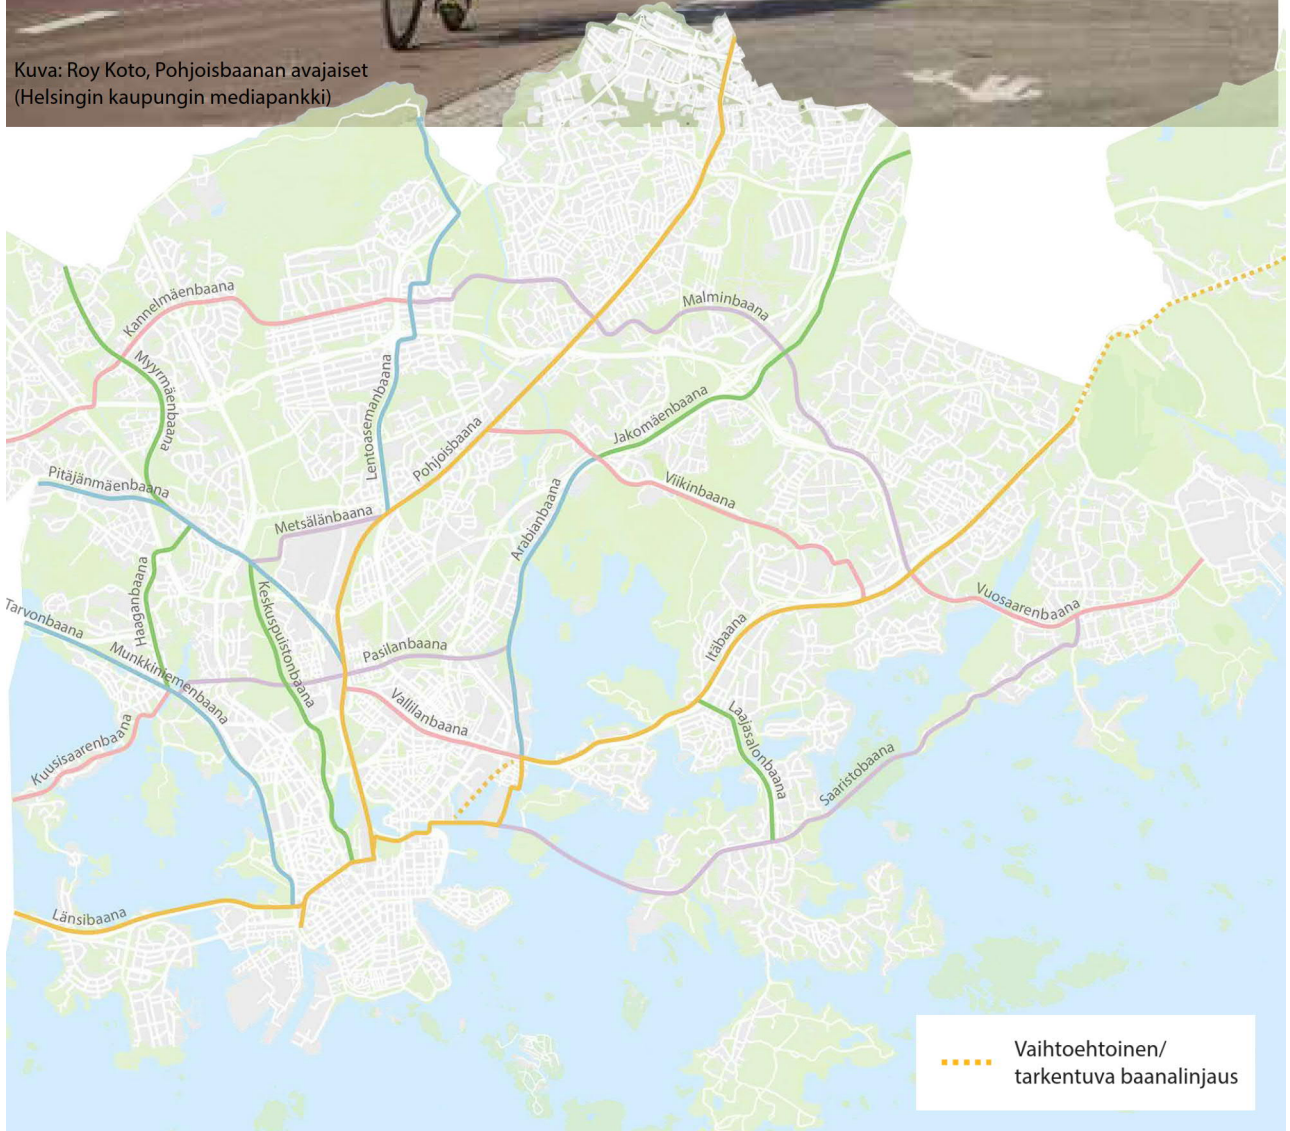 Kuva: Roy Koto, Pohjoisbaanan avajaiset
(Helsingin kaupungin mediapankki)
Kannelmäenbaana
Malminbaana
Myyrmäenbaana
Lentoasemanbaana
Jakomäenbaana
Pohjoisbaana
Pitäjänmäenbaana
Viikinbaana
Metsälänbaana
Arabianbaana
Haaganbaana
Keskuspuistonbaana
Vuosaarenbaana
Tarvonbaana
Itäbaana
Pasilanbaana
Munkkiniemenbaana
Vallilanbaana
Laajasalonbaana
Kuusisaarenbaana
Saaristobaana
Länsibaana
Vaihtoehtoinen/
tarkentuva baanalinjaus